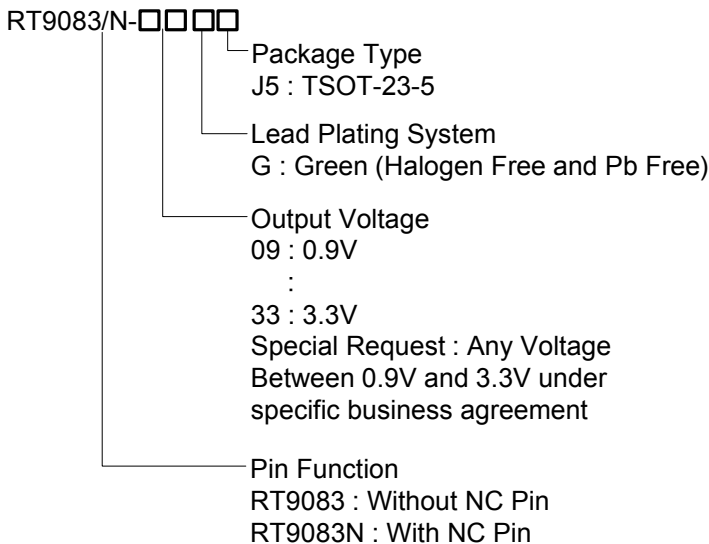 RT9083/N-□□□□
Package Type
J5 : TSOT-23-5
Lead Plating System
G : Green (Halogen Free and Pb Free)
Output Voltage
09 : 0.9V
:
33 : 3.3V
Special Request : Any Voltage
Between 0.9V and 3.3V under
specific business agreement
Pin Function
RT9083 : Without NC Pin
RT9083N : With NC Pin